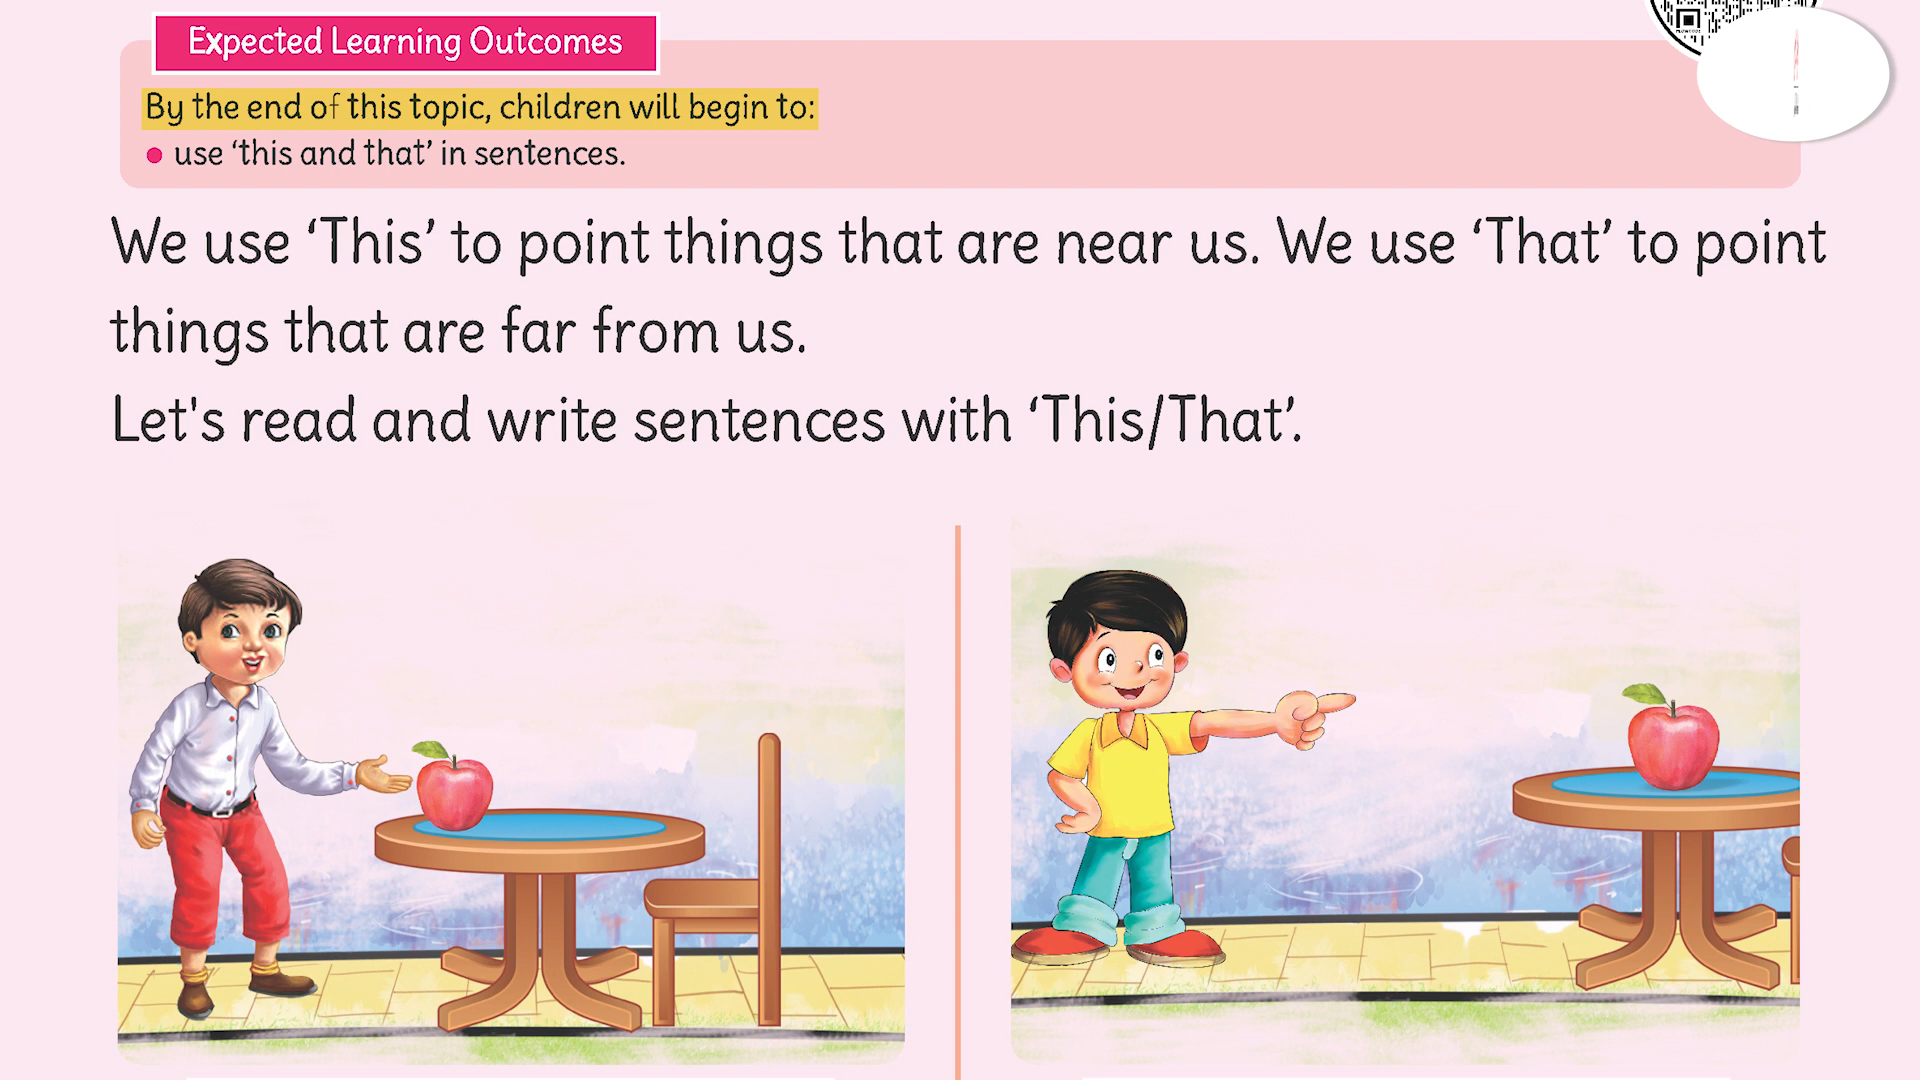 Expected Learning Outcomes
By the end of this topic, children will begin to:
● use ‘this and that’ in sentences.
We use ‘This’ to point things that are near us. We use ‘That’ to point
things that are far from us.
Let's read and write sentences with ‘This/That’.